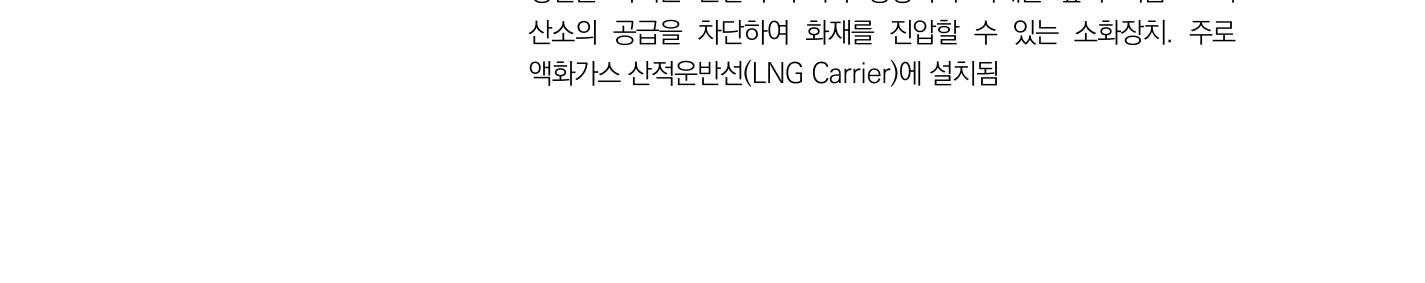 산소의 공급을 차단하여 화재를 진압할 수 있는 소화장치. 주로
액화가스 산적운반선(LNG Carrier)에 설치됨